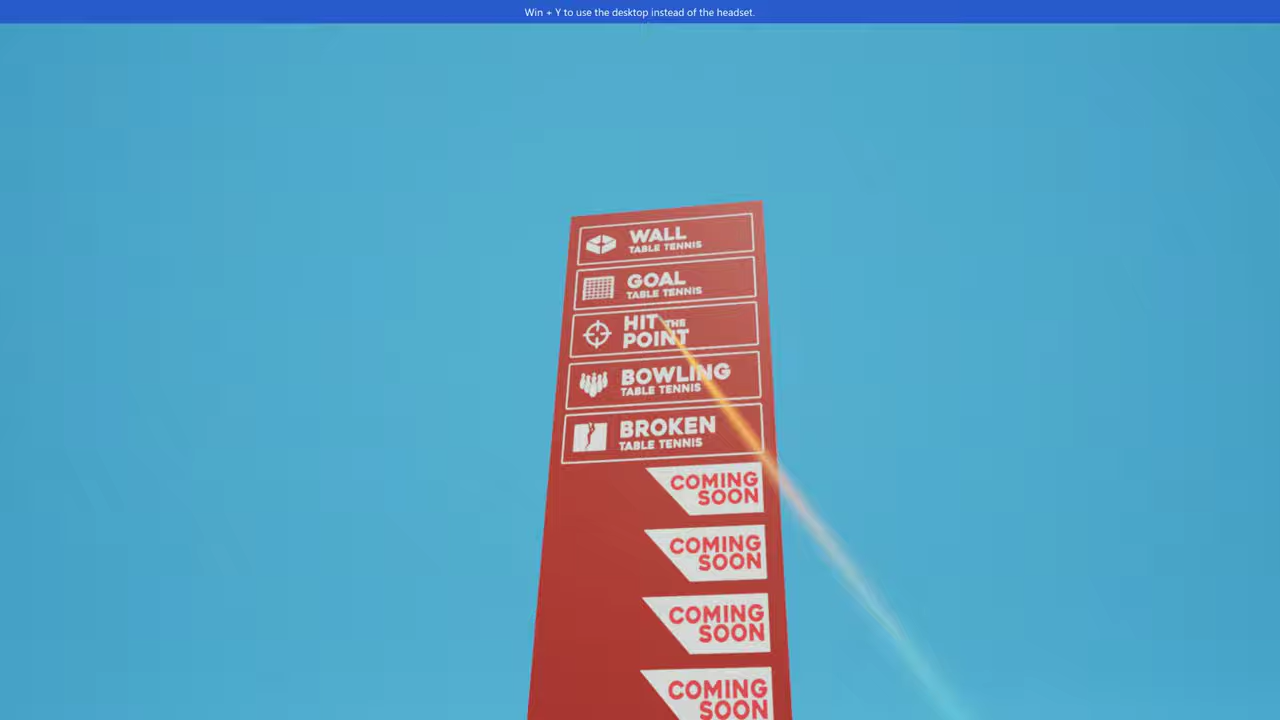 Win + Y to use the desktop instead of the headset.
WALL
TABLE TENNIS
GOAL
TABLE TENNIS
HIT THE
POINT
BOWLING
TABLE TENNIS
BROKEN
TABLE TENNIS
COMING
SOON
COMING
SOON
COMING
SOON
COMING
SOON